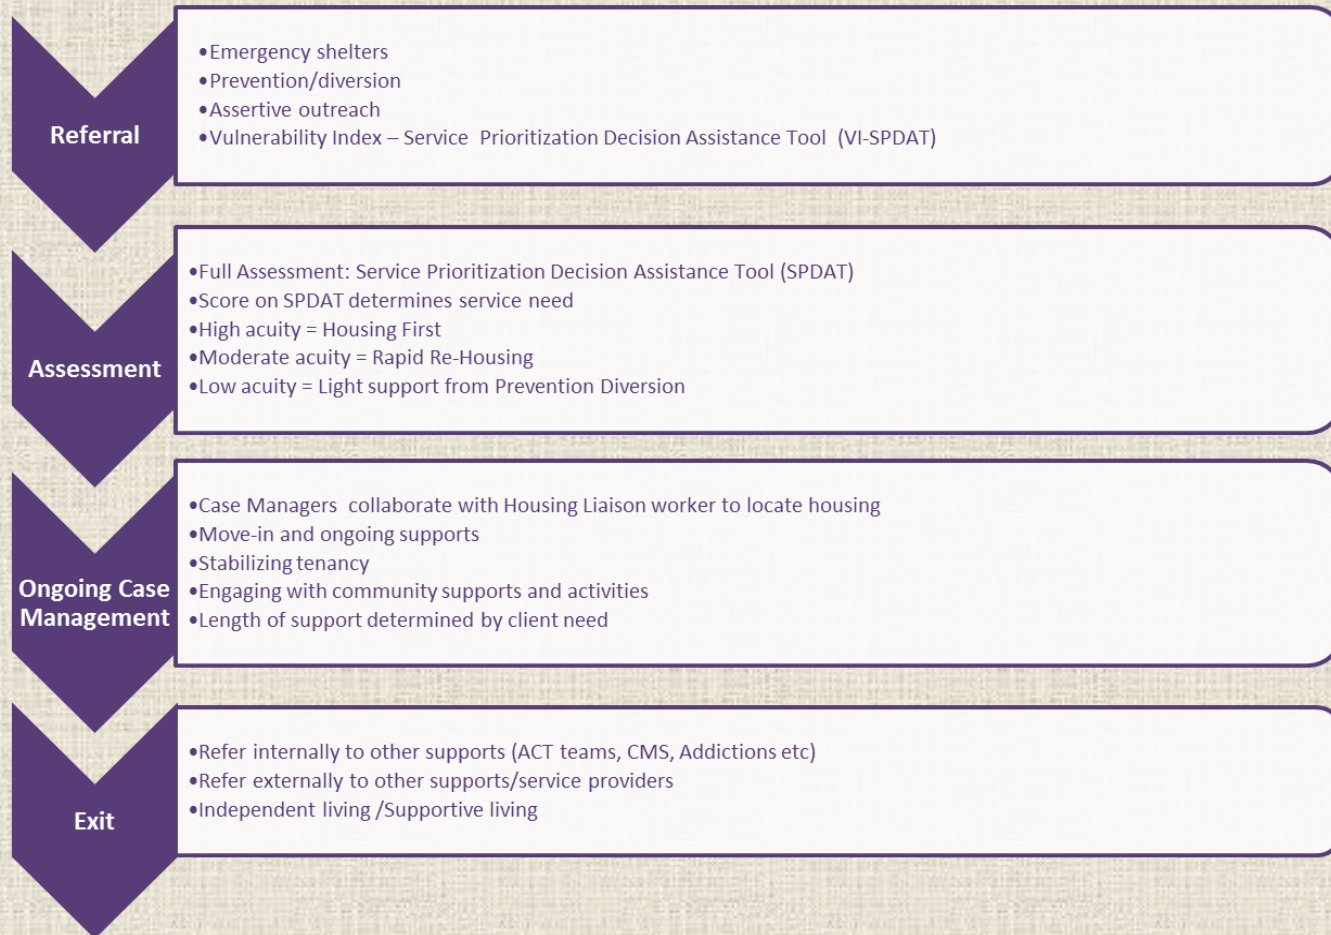 Referral
•Emergency shelters
•Prevention/diversion
•Assertive outreach
•Vulnerability Index – Service Prioritization Decision Assistance Tool (VI-SPDAT)
Assessment
•Full Assessment: Service Prioritization Decision Assistance Tool (SPDAT)
•Score on SPDAT determines service need
•High acuity = Housing First
•Moderate acuity = Rapid Re-Housing
•Low acuity = Light support from Prevention Diversion
Ongoing Case
Management
•Case Managers collaborate with Housing Liaison worker to locate housing
•Move-in and ongoing supports
•Stabilizing tenancy
•Engaging with community supports and activities
•Length of support determined by client need
Exit
•Refer internally to other supports (ACT teams, CMS, Addictions etc)
•Refer externally to other supports/service providers
•Independent living /Supportive living